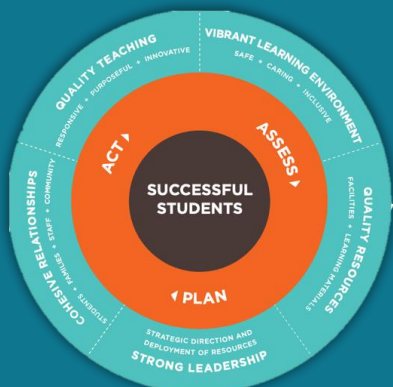 QUALITY TEACHING
RESPONSIVE + PURPOSEFUL + INNOVATIVE
VIBRANT LEARNING ENVIRONMENT
SAFE + CARING + INCLUSIVE
QUALITY RESOURCES
FACILITIES + LEARNING MATERIALS
STRATEGIC DIRECTION AND
DEPLOYMENT OF RESOURCES
STRONG LEADERSHIP
COHESIVE RELATIONSHIPS
STUDENTS + FAMILIES + STAFF + COMMUNITY
ACT
ASSESS
PLAN
SUCCESSFUL
STUDENTS